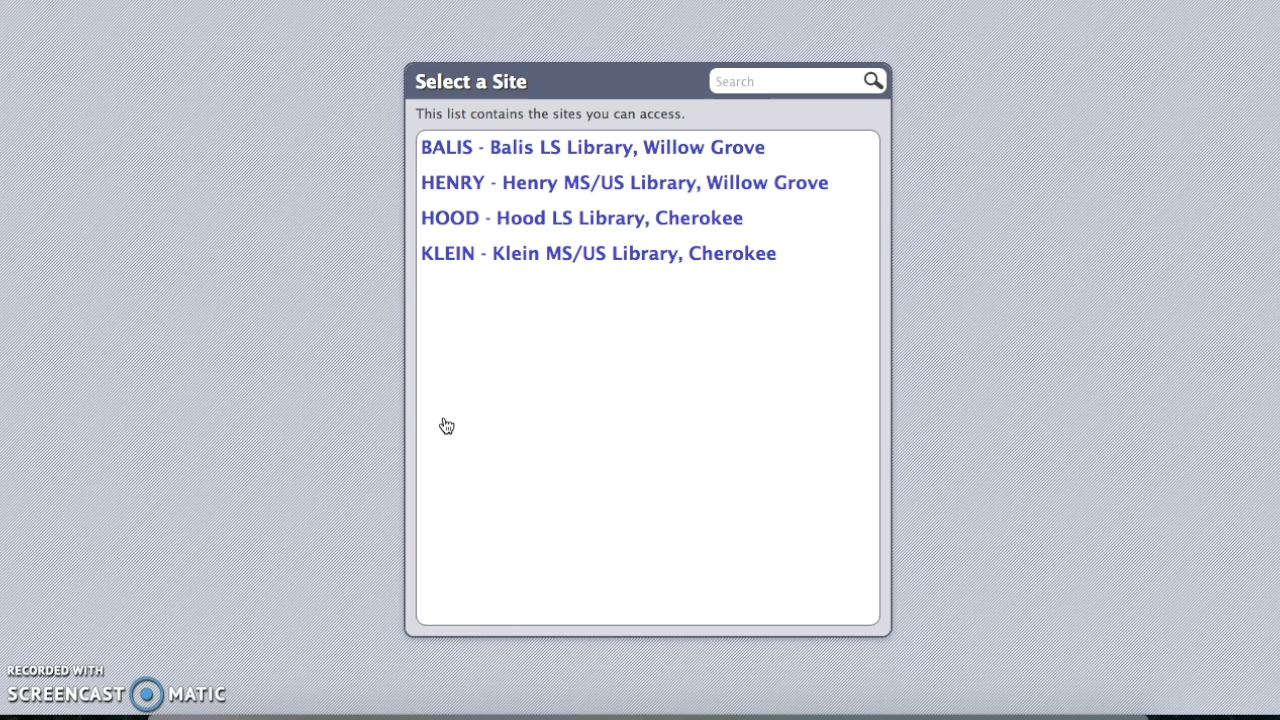 Select a Site
Search
This list contains the sites you can access.
BALIS - Balis LS Library, Willow Grove
HENRY - Henry MS/US Library, Willow Grove
HOOD - Hood LS Library, Cherokee
KLEIN - Klein MS/US Library, Cherokee
RECORDED WITH
SCREENCAST MATIC